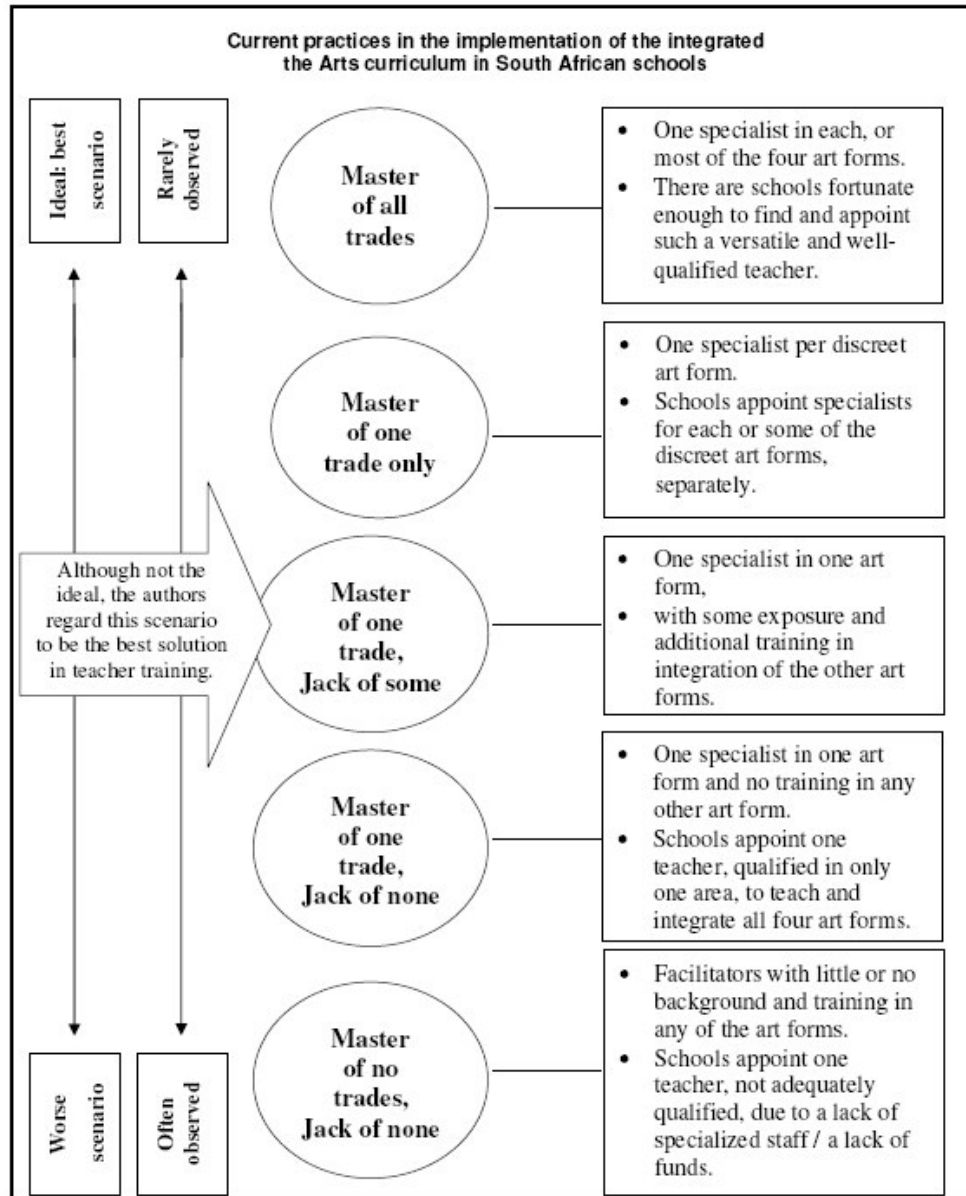 Current practices in the implementation of the integrated
the Arts curriculum in South African schools
Ideal: best
scenario
Rarely
observed
Master
of all
trades
• One specialist in each, or
most of the four art forms.
• There are schools fortunate
enough to find and appoint
such a versatile and well-
qualified teacher.
Master
of one
trade only
• One specialist per discreet
art form.
• Schools appoint specialists
for each or some of the
discreet art forms,
separately.
Although not the
ideal, the authors
regard this scenario
to be the best solution
in teacher training.
Master
of one
trade,
Jack of some
• One specialist in one art
form,
• with some exposure and
additional training in
integration of the other art
forms.
Master
of one
trade,
Jack of none
• One specialist in one art
form and no training in any
other art form.
• Schools appoint one
teacher, qualified in only
one area, to teach and
integrate all four art forms.
Worse
scenario
Often
observed
Master
of no
trades,
Jack of none
• Facilitators with little or no
background and training in
any of the art forms.
• Schools appoint one
teacher, not adequately
qualified, due to a lack of
specialized staff / a lack of
funds.